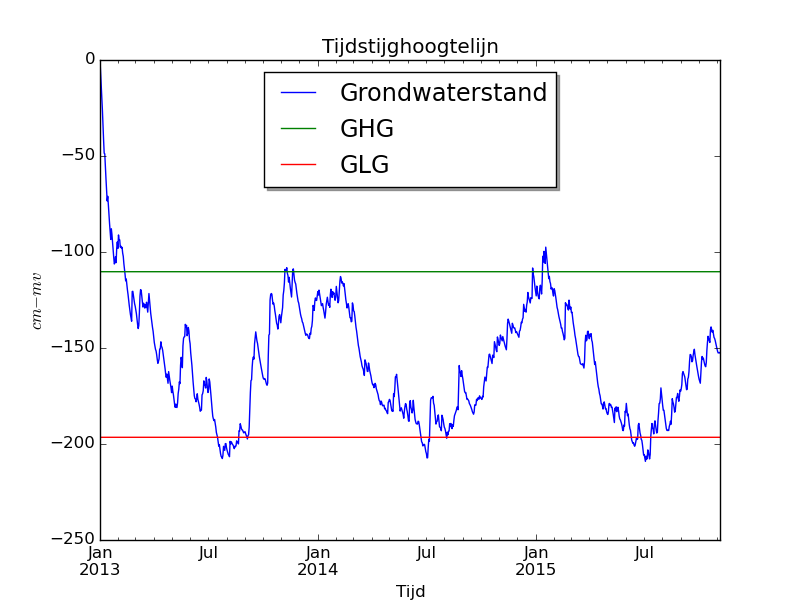 Tijdstijghoogtelijn
Grondwaterstand
GHG
GLG
0
−50
−100
−150
−200
−250
cm−mv
Jan Jul Jan Jul Jan Jul
2013 2014 2015
Tijd